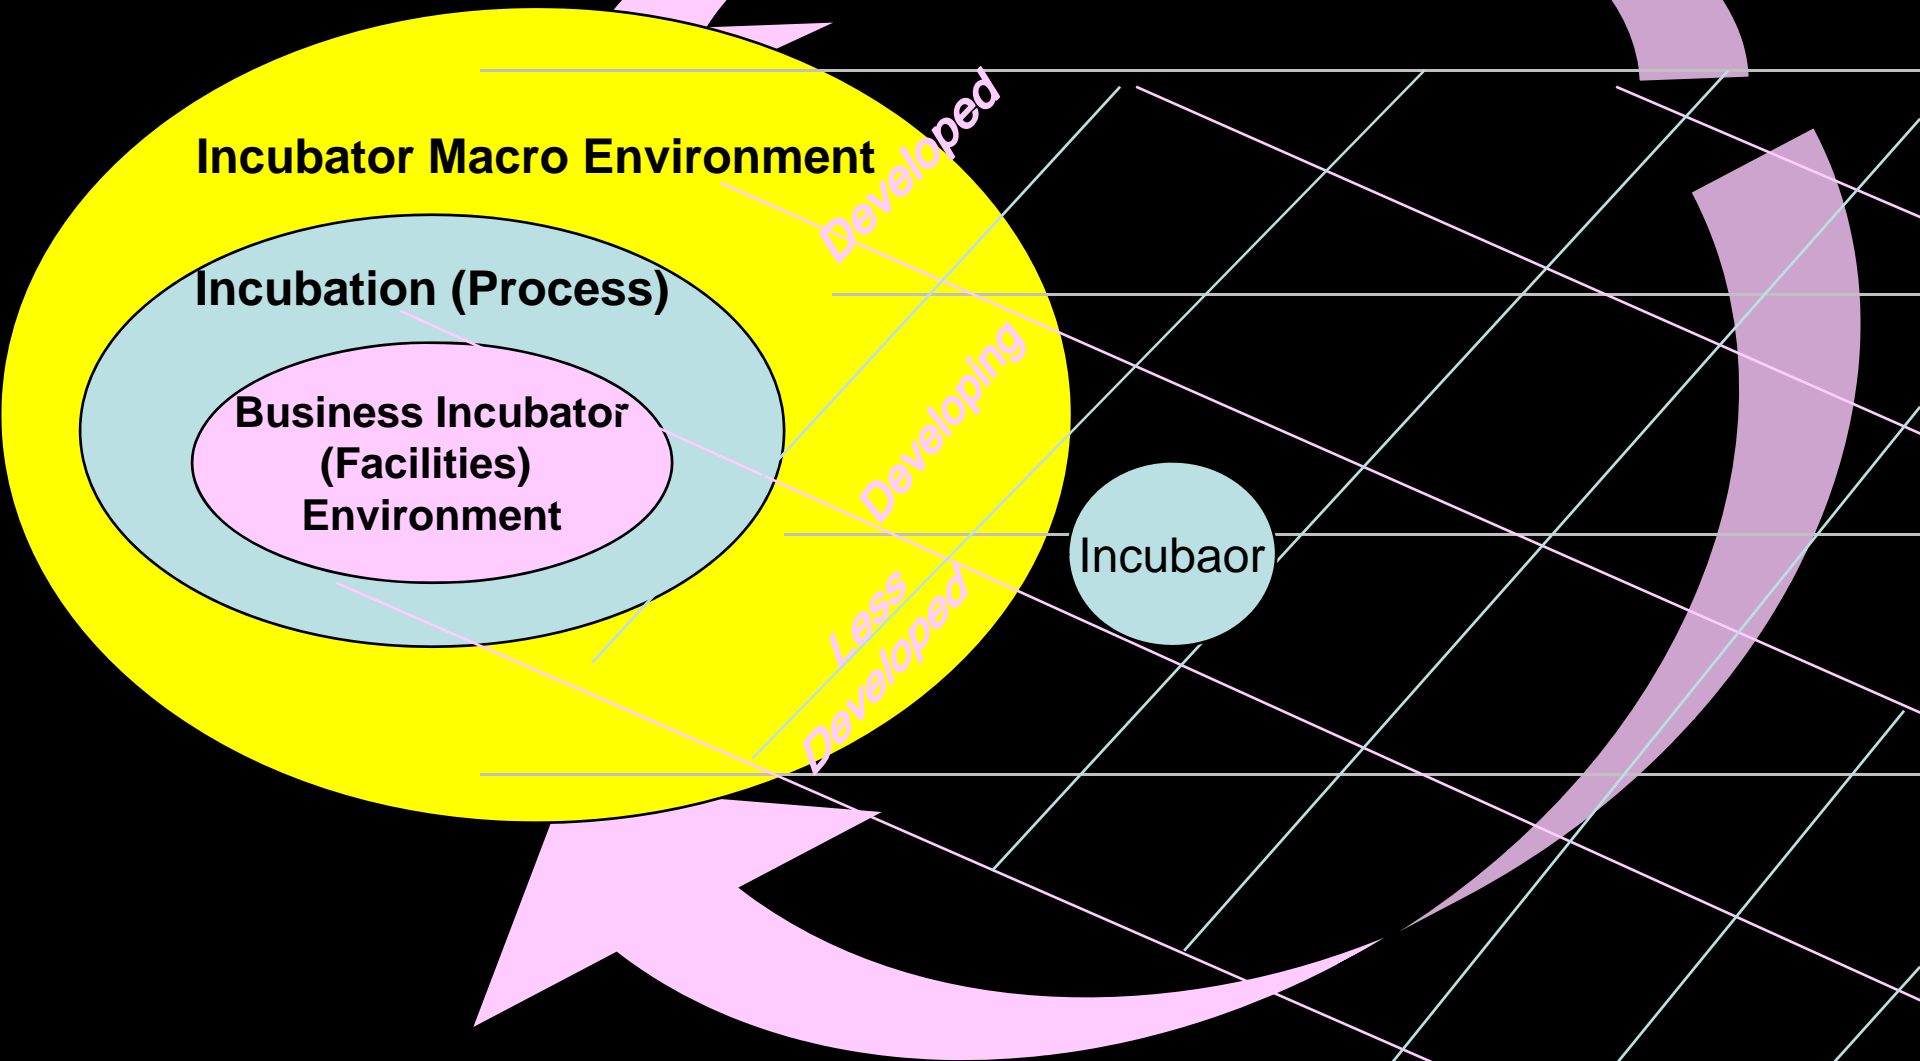 Incubator Macro Environment
Incubation (Process)
Business Incubator
(Facilities)
Environment
Developed
Developing
Less
Developed
Incubaor